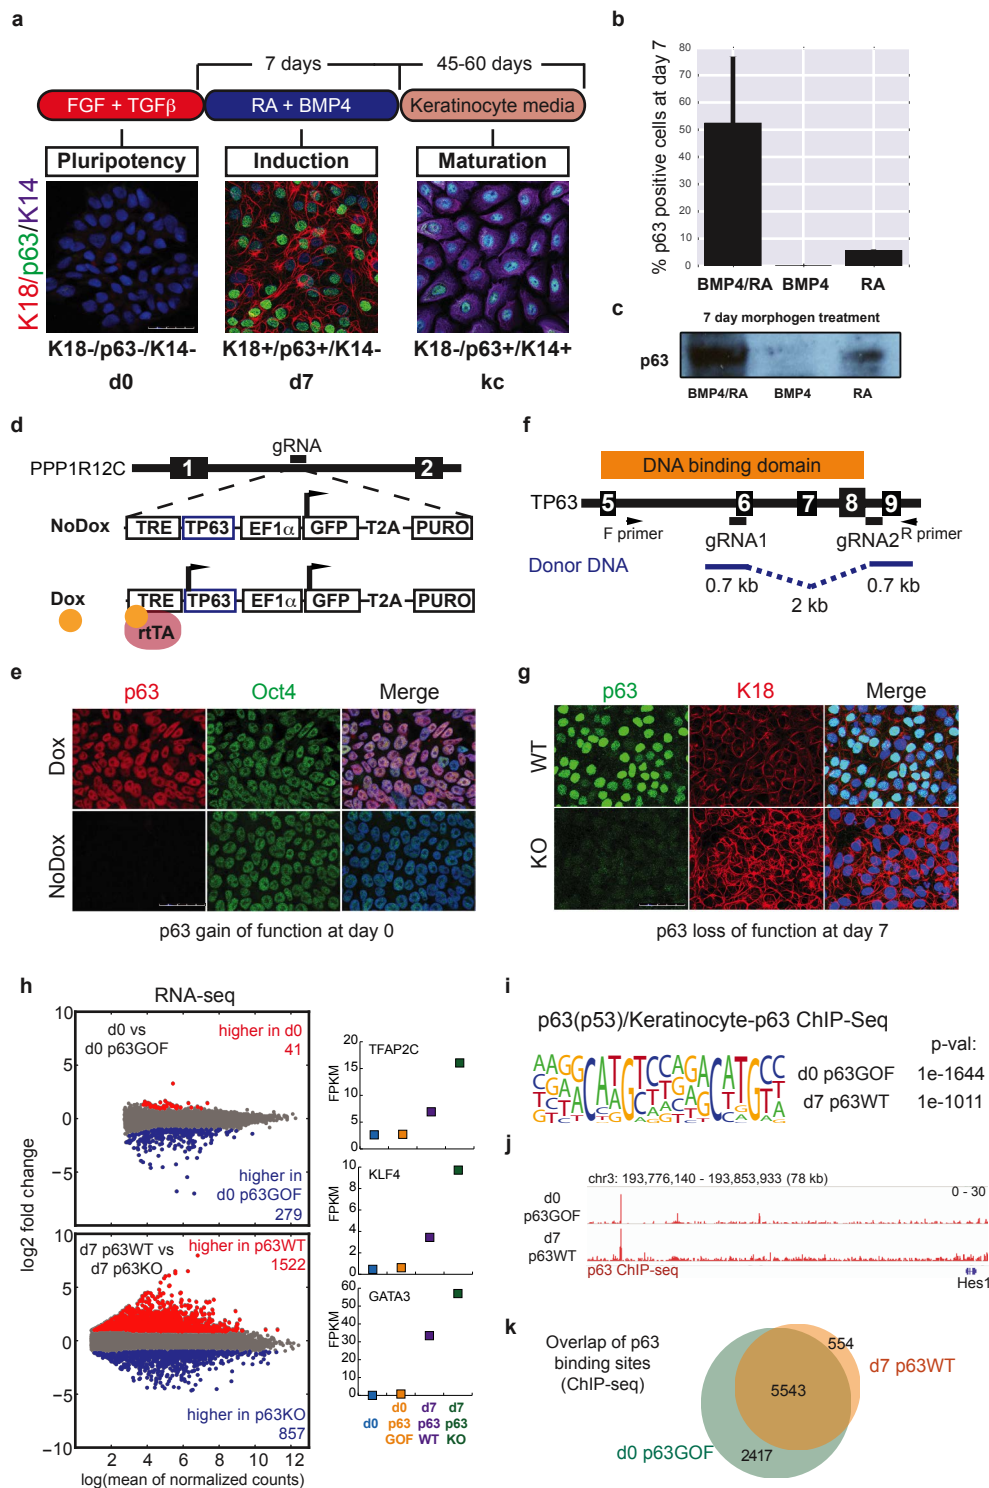 a
7 days
45-60 days
FGF + TGFβ
RA + BMP4
Keratinocyte media
Pluripotency
Induction
Maturation
K18/p63/K14
K18-/p63-/K14-
K18+/p63+/K14-
K18-/p63+/K14+
d0
d7
kc
b
% p63 positive cells at day 7
80
70
60
50
40
30
20
10
0
BMP4/RA
BMP4
RA
c
7 day morphogen treatment
p63
BMP4/RA
BMP4
RA
d
PPP1R12C
1
gRNA
2
NoDox
TRE
TP63
EF1α
GFP
T2A
PURO
Dox
TRE
TP63
EF1α
GFP
T2A
PURO
rtTA
f
DNA binding domain
TP63
5
6
7
8
9
F primer
gRNA1
gRNA2
R primer
Donor DNA
0.7 kb
2 kb
0.7 kb
e
p63
Oct4
Merge
Dox
NoDox
p63 gain of function at day 0
g
p63
K18
Merge
WT
KO
p63 loss of function at day 7
h
RNA-seq
log2 fold change
10
5
0
−5
d0 vs
d0 p63GOF
higher in d0
41
higher in
d0 p63GOF
279
10
5
0
−5
−10
d7 p63WT vs
d7 p63KO
higher in p63WT
1522
higher in p63KO
857
2
4
6
8
10
12
log(mean of normalized counts)
FPKM
20
15
10
5
0
TFAP2C
FPKM
10
8
6
4
2
0
KLF4
FPKM
60
50
40
30
20
10
0
GATA3
d0
d0 p63 GOF
d7 p63 WT
d7 p63 KO
i
p63(p53)/Keratinocyte-p63 ChIP-Seq
p-val:
d0 p63GOF 1e-1644
d7 p63WT 1e-1011
j
chr3: 193,776,140 - 193,853,933 (78 kb)
0 - 30
d0
p63GOF
d7
p63WT
p63 ChIP-seq
Hes1
k
Overlap of p63
binding sites
(ChIP-seq)
554
d7 p63WT
5543
2417
d0 p63GOF